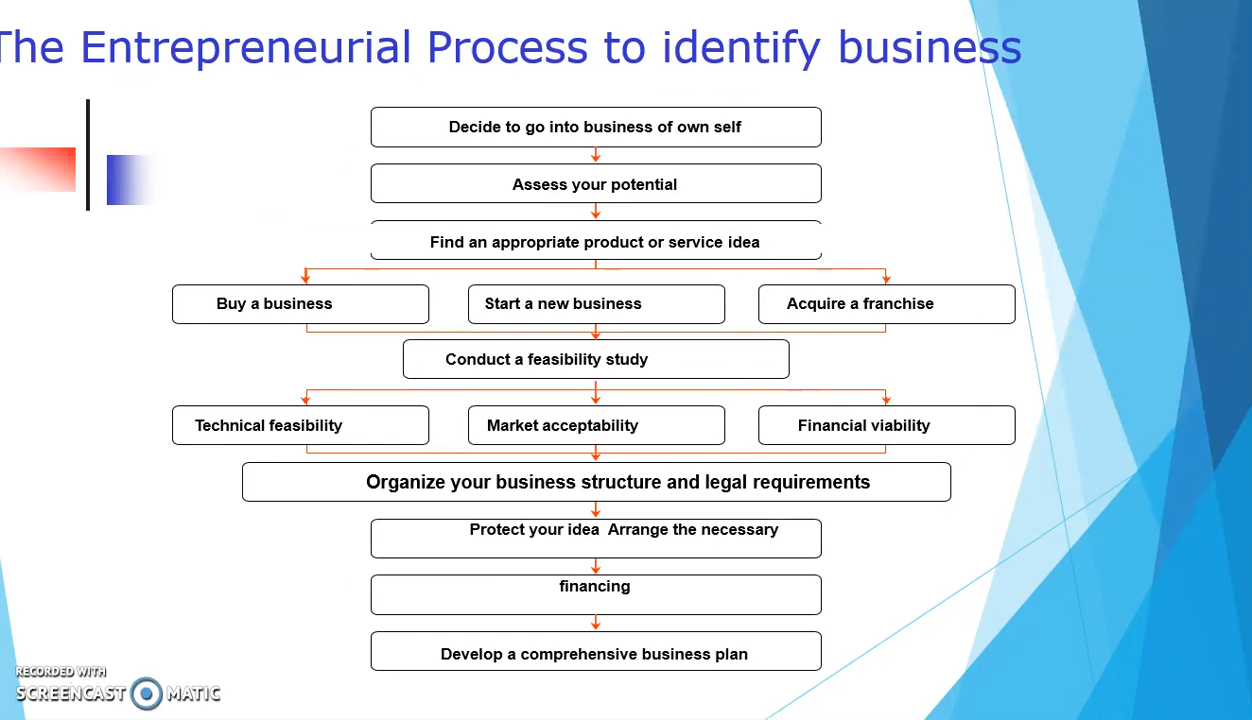 The Entrepreneurial Process to identify business
Decide to go into business of own self
Assess your potential
Find an appropriate product or service idea
Buy a business
Start a new business
Acquire a franchise
Conduct a feasibility study
Technical feasibility
Market acceptability
Financial viability
Organize your business structure and legal requirements
Protect your idea Arrange the necessary
financing
Develop a comprehensive business plan
RECORDED WITH
SCREENCAST MATIC